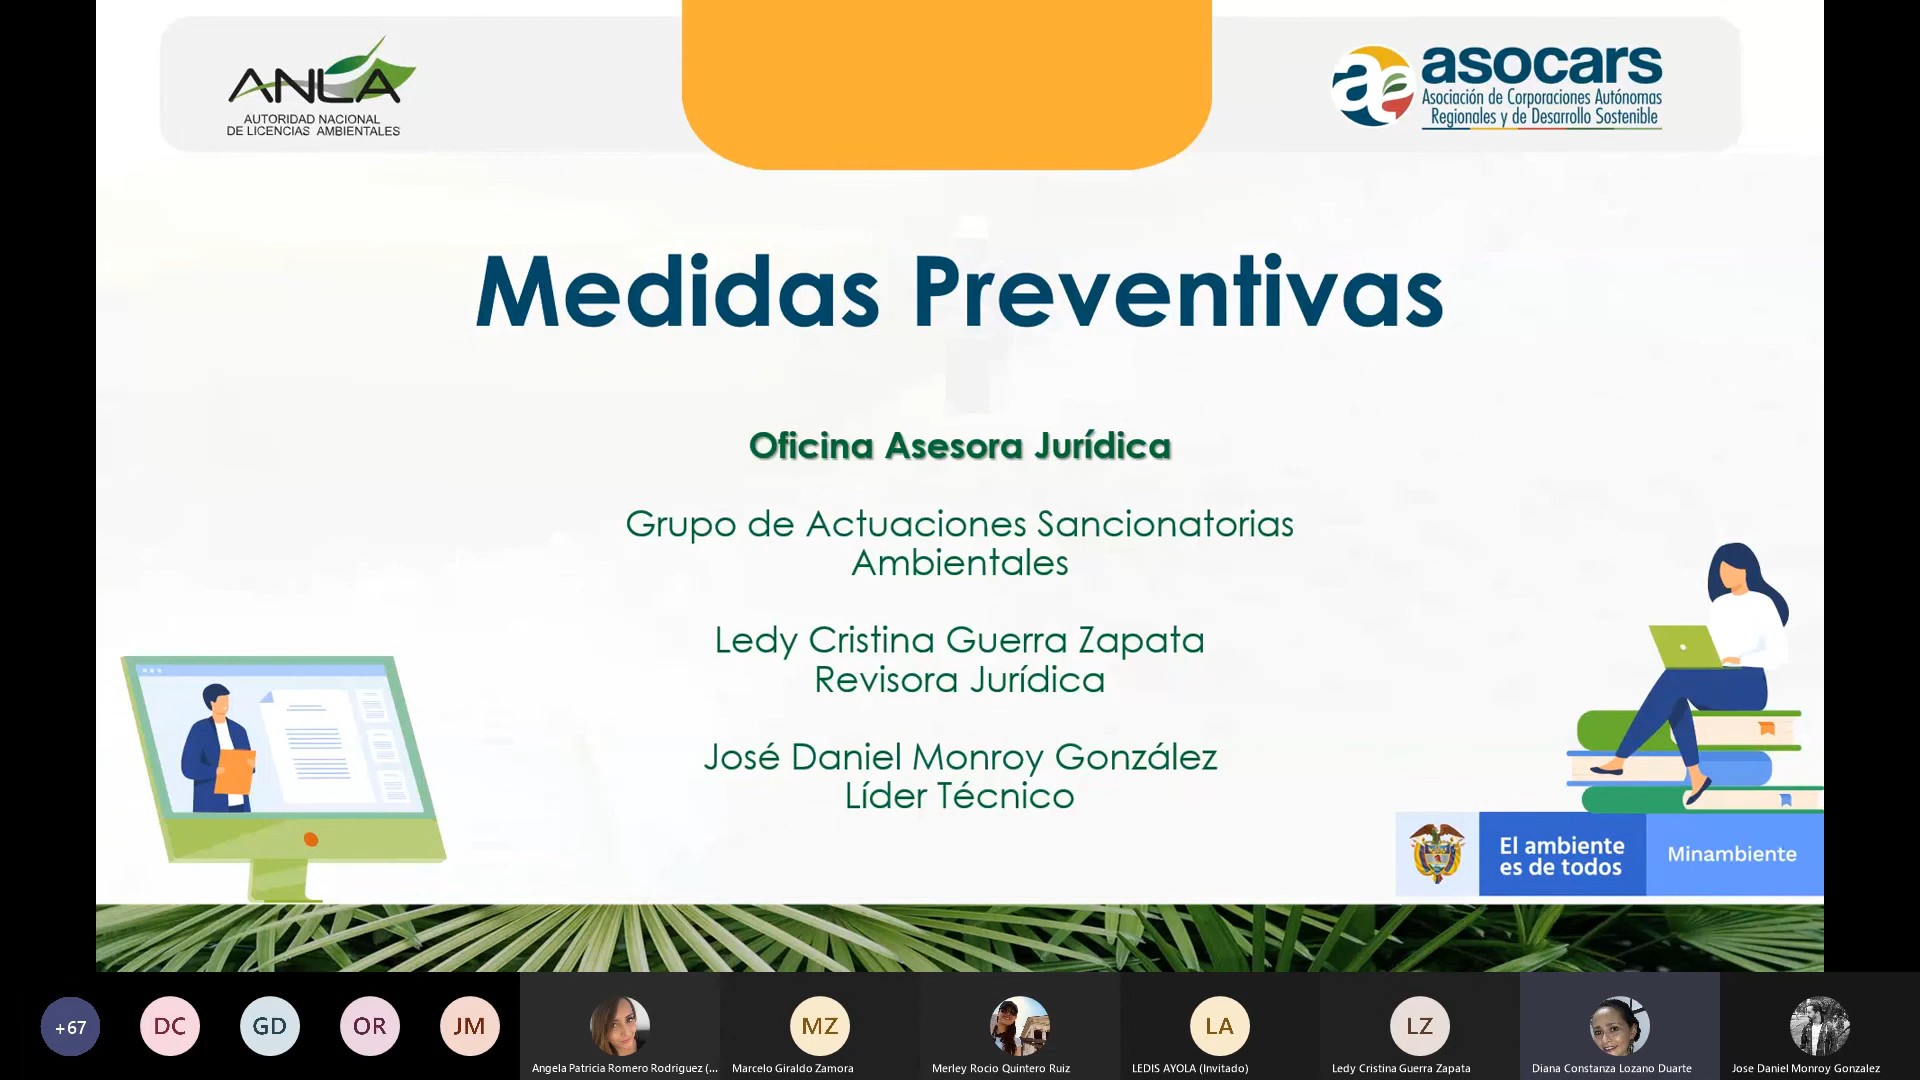 ANLA
AUTORIDAD NACIONAL
DE LICENCIAS AMBIENTALES
asocars
Asociación de Corporaciones Autónomas
Regionales y de Desarrollo Sostenible
Medidas Preventivas
Oficina Asesora Jurídica
Grupo de Actuaciones Sancionatorias
Ambientales
Ledy Cristina Guerra Zapata
Revisora Jurídica
José Daniel Monroy González
Líder Técnico
El ambiente
es de todos
Minambiente
+67
DC
GD
OR
JM
MZ
LA
LZ
Angela Patricia Romero Rodriguez (...
Marcelo Giraldo Zamora
Merley Rocio Quintero Ruiz
LEDIS AYOLA (Invitado)
Ledy Cristina Guerra Zapata
Diana Constanza Lozano Duarte
Jose Daniel Monroy Gonzalez